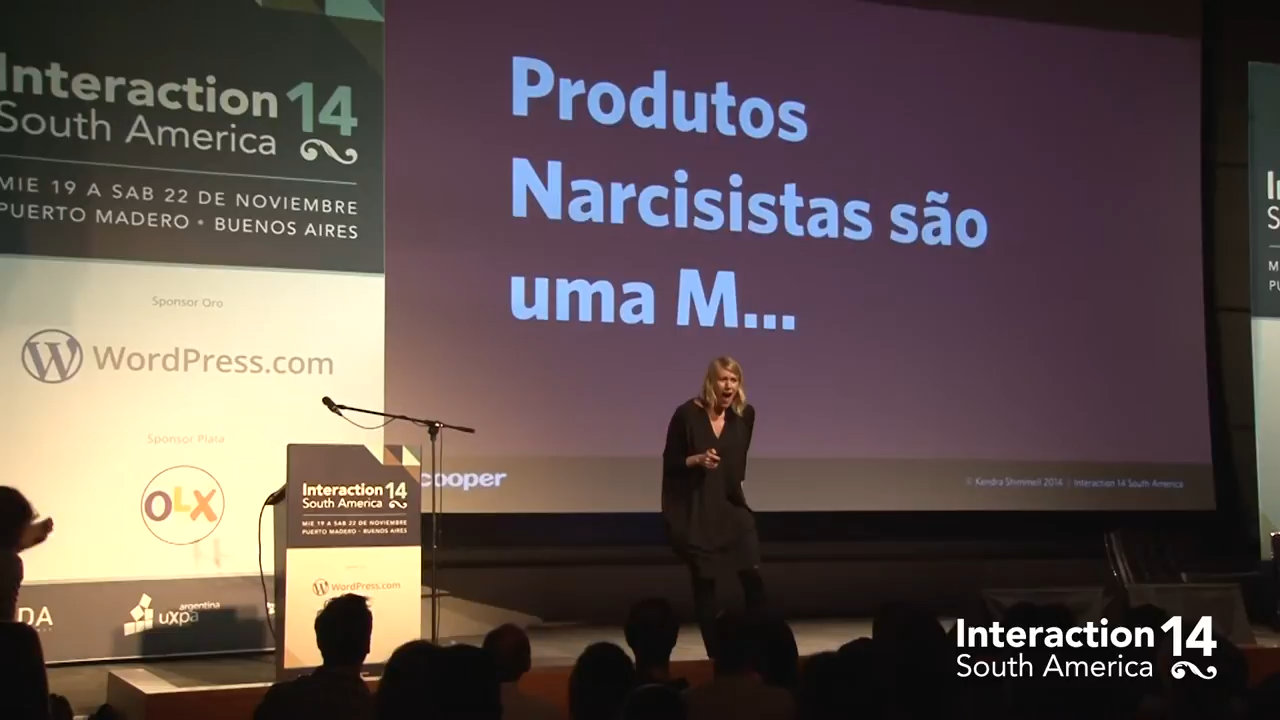 Interaction 14
South America
MIE 19 A SAB 22 DE NOVIEMBRE
PUERTO MADERO • BUENOS AIRES
Sponsor Oro
WordPress.com
Sponsor Plata
OLX
DA
argentina
uxpa
Produtos
Narcisistas são
uma M...
cooper
© Kendra Shimmell 2014 | Interaction 14 South America
Interaction 14
South America
MIE 19 A SAB 22 DE NOVIEMBRE
PUERTO MADERO • BUENOS AIRES
WordPress.com
Interaction 14
South America